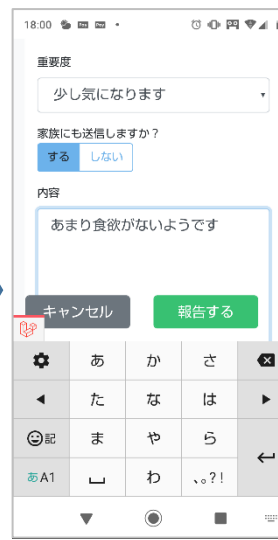 18:00
重要度
少し気になります
家族にも送信しますか？
する しない
内容
あまり食欲がないようです
キャンセル 報告する
あ か さ
た な は
記 ま や ら
あA1 わ 、。?!